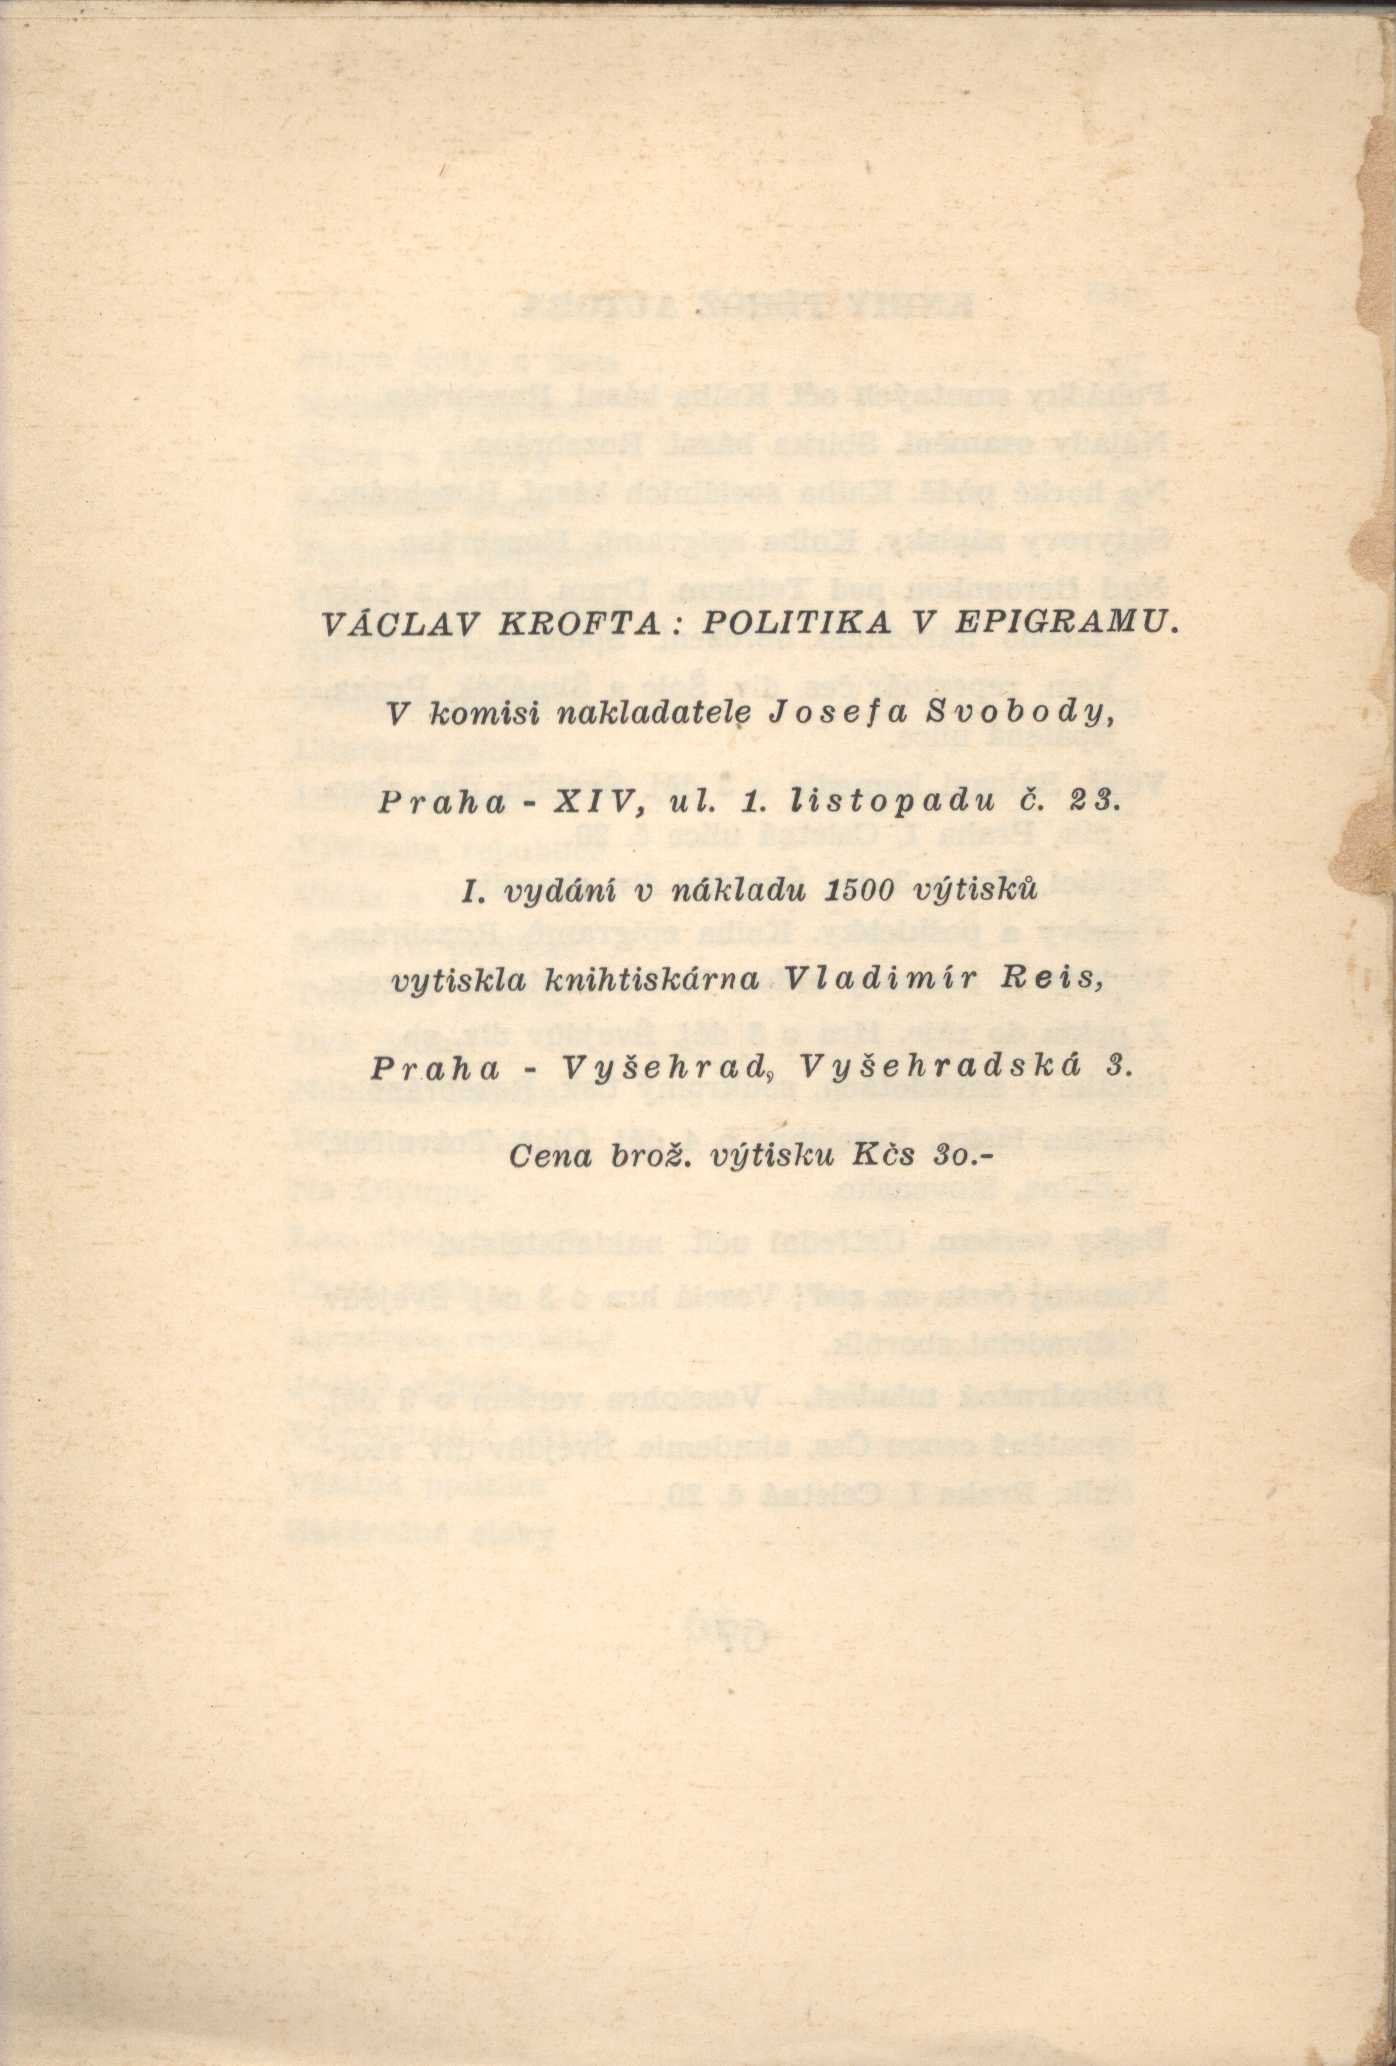 VÁCLAV KROFTA: POLITIKA V EPIGRAMU.
V komisi nakladatele Josefa Svobody,
Praha - XIV, ul. 1. listopadu č. 23.
I. vydání v nákladu 1500 výtisků
vytiskla knihtiskárna Vladimír Reis,
Praha - Vyšehrad, Vyšehradská 3.
Cena brož. výtisku Kčs 30.-